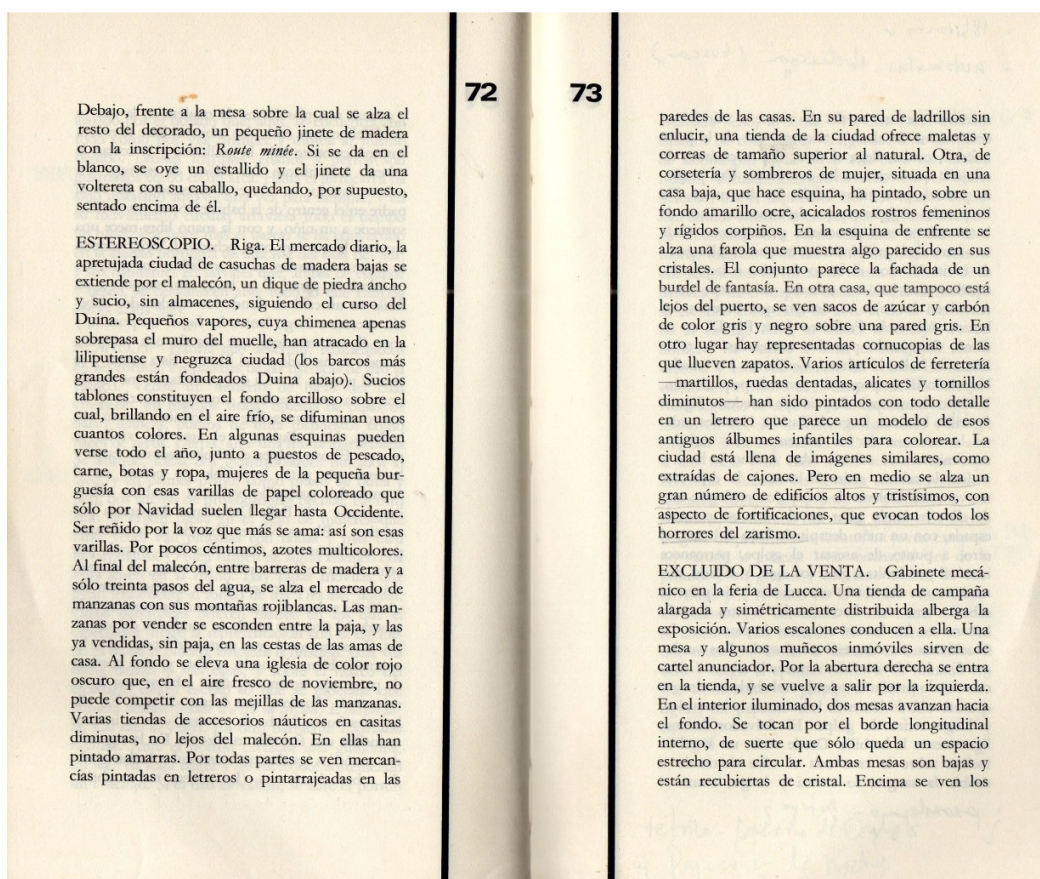 72
Debajo, frente a la mesa sobre la cual se alza el
resto del decorado, un pequeño jinete de madera
con la inscripción: Route minée. Si se da en el
blanco, se oye un estallido y el jinete da una
voltereta con su caballo, quedando, por supuesto,
sentado encima de él.
ESTEREOSCOPIO. Riga. El mercado diario, la
apretujada ciudad de casuchas de madera bajas se
extiende por el malecón, un dique de piedra ancho
y sucio, sin almacenes, siguiendo el curso del
Duina. Pequeños vapores, cuya chimenea apenas
sobrepasa el muro del muelle, han atracado en la
liliputiense y negruzca ciudad (los barcos más
grandes están fondeados Duina abajo). Sucios
tablones constituyen el fondo arcilloso sobre el
cual, brillando en el aire frío, se difuminan unos
cuantos colores. En algunas esquinas pueden
verse todo el año, junto a puestos de pescado,
carne, botas y ropa, mujeres de la pequeña bur-
guesía con esas varillas de papel coloreado que
sólo por Navidad suelen llegar hasta Occidente.
Ser reñido por la voz que más se ama: así son esas
varillas. Por pocos céntimos, azotes multicolores.
Al final del malecón, entre barreras de madera y a
sólo treinta pasos del agua, se alza el mercado de
manzanas con sus montañas rojiblancas. Las man-
zanas por vender se esconden entre la paja, y las
ya vendidas, sin paja, en las cestas de las amas de
casa. Al fondo se eleva una iglesia de color rojo
oscuro que, en el aire fresco de noviembre, no
puede competir con las mejillas de las manzanas.
Varias tiendas de accesorios náuticos en casitas
diminutas, no lejos del malecón. En ellas han
pintado amarras. Por todas partes se ven mercan-
cías pintadas en letreros o pintarrajeadas en las
73
paredes de las casas. En su pared de ladrillos sin
enlucir, una tienda de la ciudad ofrece maletas y
correas de tamaño superior al natural. Otra, de
corsetería y sombreros de mujer, situada en una
casa baja, que hace esquina, ha pintado, sobre un
fondo amarillo ocre, acicalados rostros femeninos
y rígidos corpiños. En la esquina de enfrente se
alza una farola que muestra algo parecido en sus
cristales. El conjunto parece la fachada de un
burdel de fantasía. En otra casa, que tampoco está
lejos del puerto, se ven sacos de azúcar y carbón
de color gris y negro sobre una pared gris. En
otro lugar hay representadas cornucopias de las
que llueven zapatos. Varios artículos de ferretería
—martillos, ruedas dentadas, alicates y tornillos
diminutos— han sido pintados con todo detalle
en un letrero que parece un modelo de esos
antiguos álbumes infantiles para colorear. La
ciudad está llena de imágenes similares, como
extraídas de cajones. Pero en medio se alza un
gran número de edificios altos y tristísimos, con
aspecto de fortificaciones, que evocan todos los
horrores del zarismo.
EXCLUIDO DE LA VENTA. Gabinete mecá-
nico en la feria de Lucca. Una tienda de campaña
alargada y simétricamente distribuida alberga la
exposición. Varios escalones conducen a ella. Una
mesa y algunos muñecos inmóviles sirven de
cartel anunciador. Por la abertura derecha se entra
en la tienda, y se vuelve a salir por la izquierda.
En el interior iluminado, dos mesas avanzan hacia
el fondo. Se tocan por el borde longitudinal
interno, de suerte que sólo queda un espacio
estrecho para circular. Ambas mesas son bajas y
están recubiertas de cristal. Encima se ven los